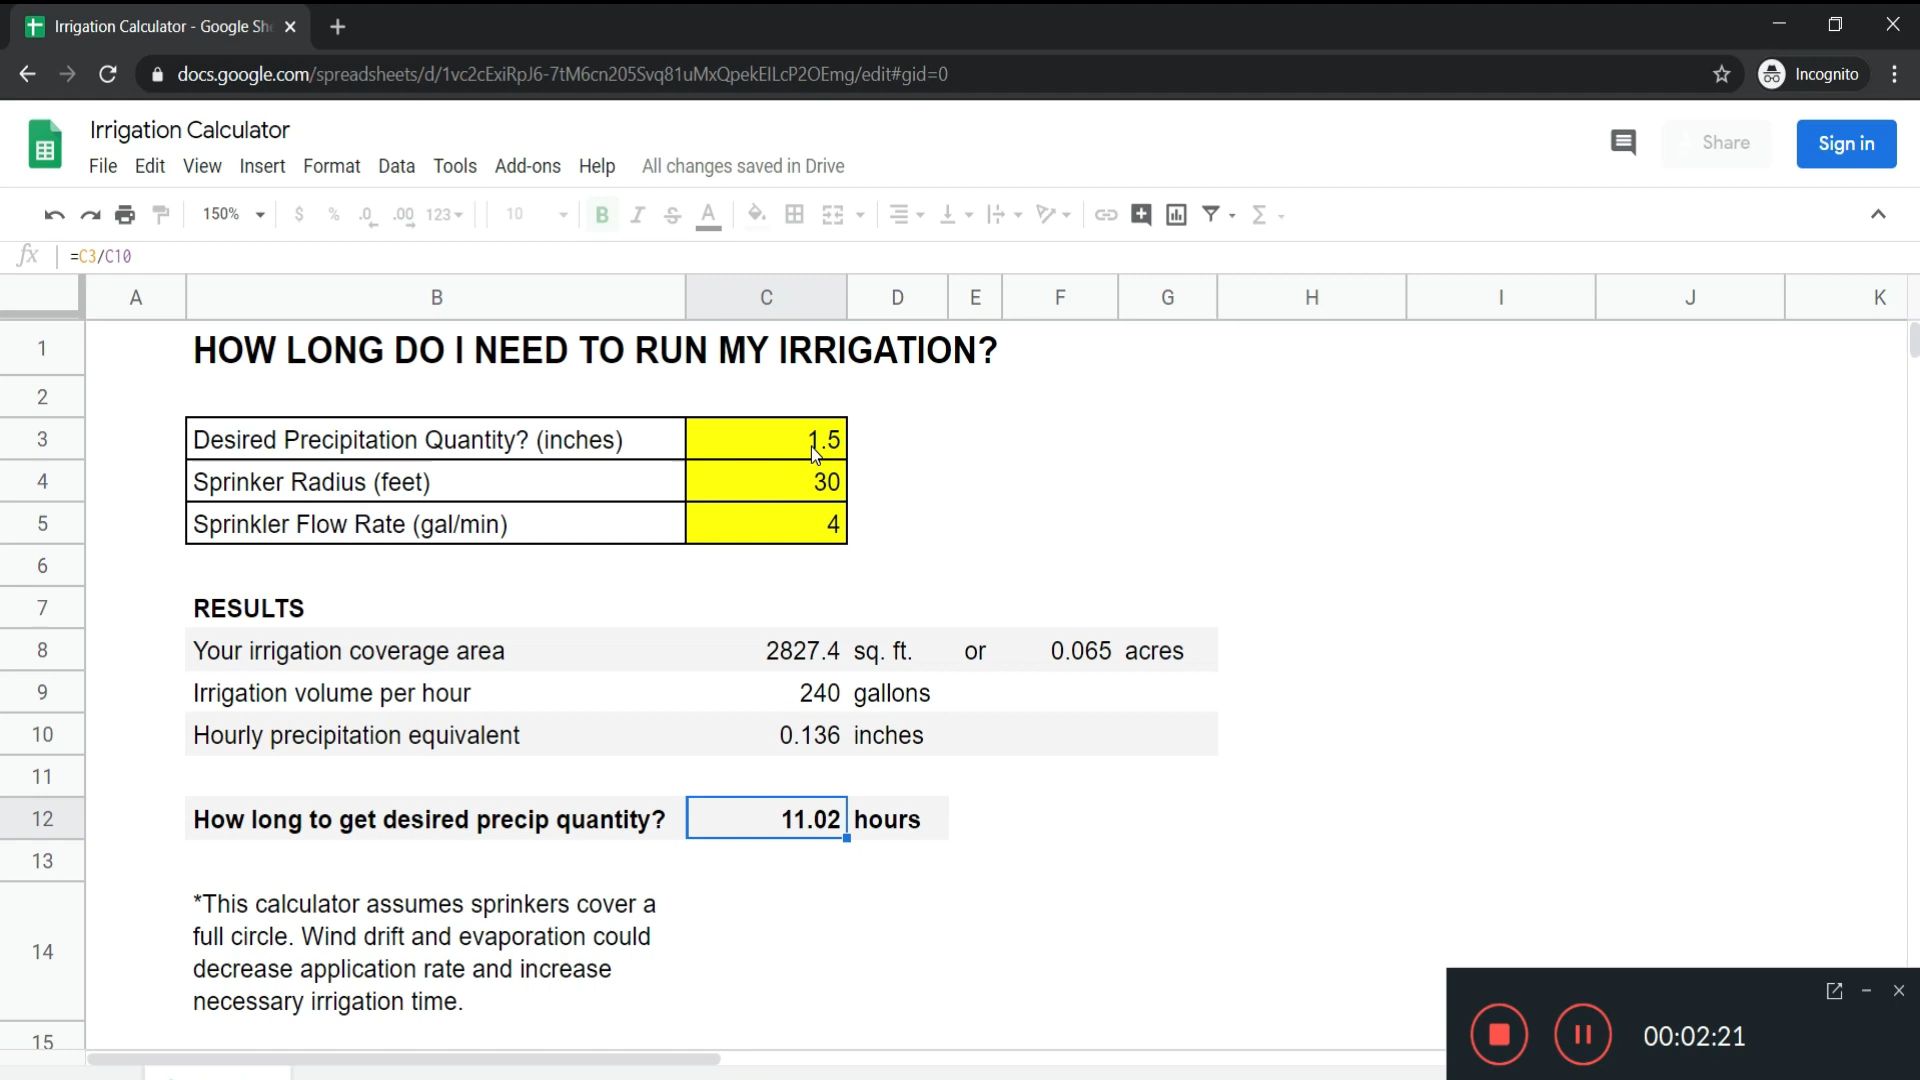 Irrigation Calculator - Google She
docs.google.com/spreadsheets/d/1vc2cExiRpJ6-7tM6cn205Svq81uMxQpekEILcP2OEmg/edit#gid=0
Incognito
Irrigation Calculator
File Edit View Insert Format Data Tools Add-ons Help All changes saved in Drive
Share
Sign in
150% $ % .0 .00 123 10 B I S A Σ
fx =C3/C10
A B C D E F G H I J K
1 HOW LONG DO I NEED TO RUN MY IRRIGATION?
2
3 Desired Precipitation Quantity? (inches) 1.5
4 Sprinker Radius (feet) 30
5 Sprinkler Flow Rate (gal/min) 4
6
7 RESULTS
8 Your irrigation coverage area 2827.4 sq. ft. or 0.065 acres
9 Irrigation volume per hour 240 gallons
10 Hourly precipitation equivalent 0.136 inches
11
12 How long to get desired precip quantity? 11.02 hours
13
*This calculator assumes sprinkers cover a
full circle. Wind drift and evaporation could
14 decrease application rate and increase
necessary irrigation time.
15
00:02:21